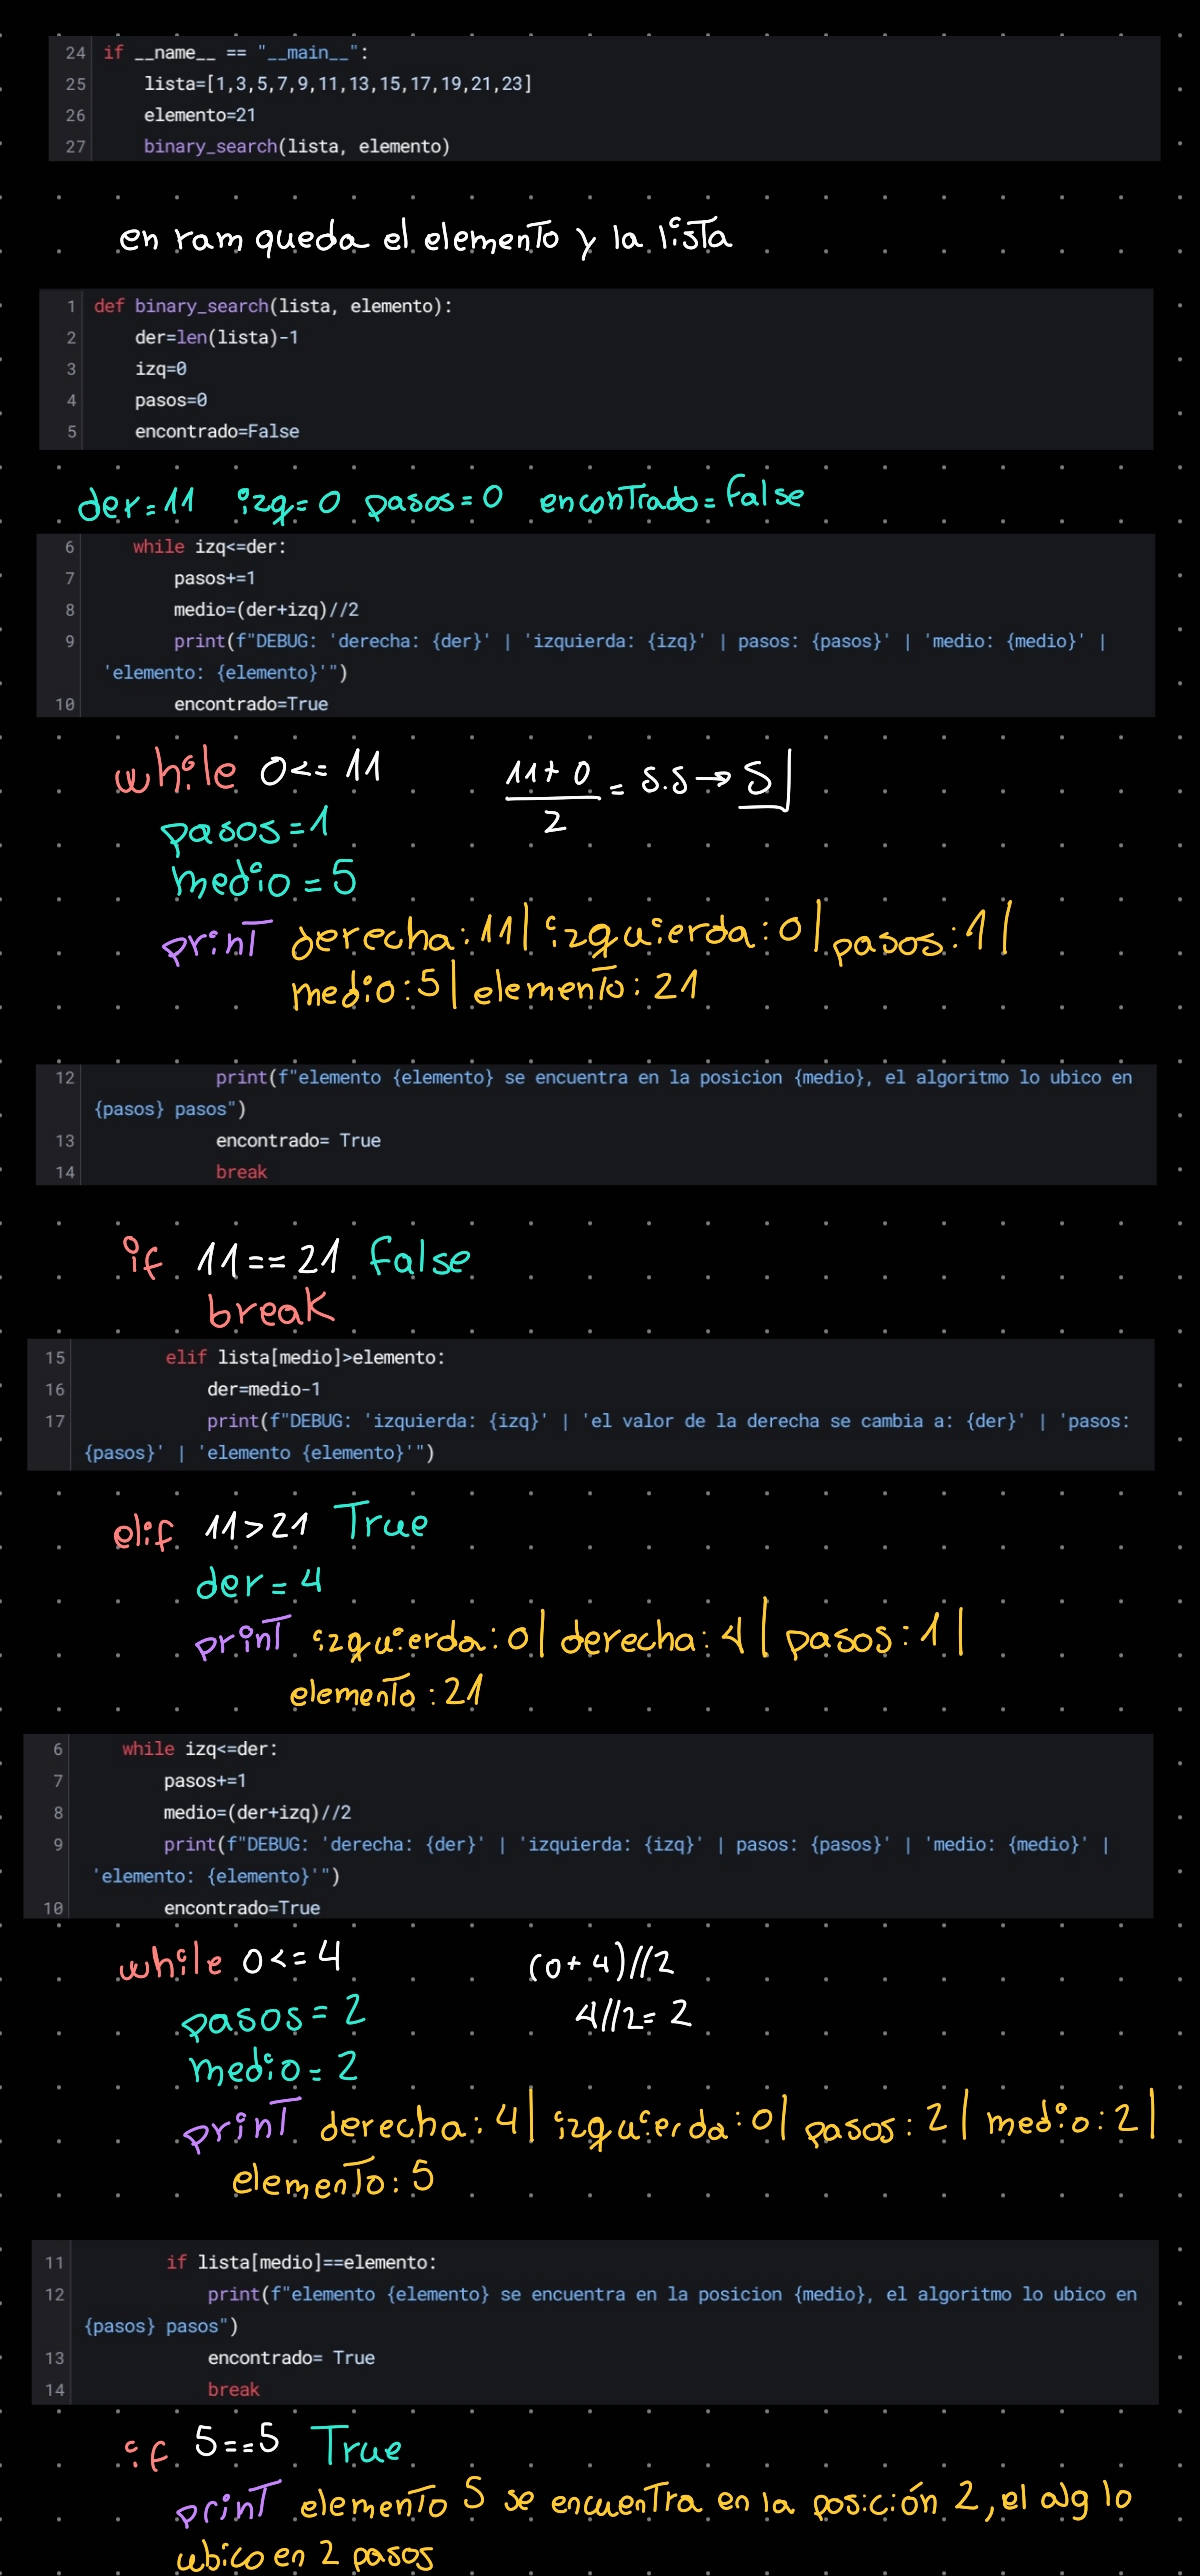 24 if __name__ == "__main__":
25 lista=[1,3,5,7,9,11,13,15,17,19,21,23]
26 elemento=21
27 binary_search(lista, elemento)
en ram queda el elemento y la lista
1 def binary_search(lista, elemento):
2 der=len(lista)-1
3 izq=0
4 pasos=0
5 encontrado=False
der=11 izq=0 pasos=0 encontrado=false
6 while izq<=der:
7 pasos+=1
8 medio=(der+izq)//2
9 print(f"DEBUG: 'derecha: {der}' | 'izquierda: {izq}' | pasos: {pasos}' | 'medio: {medio}' |
'elemento: {elemento}'")
10 encontrado=True
while 0<=11
11+0
2
= 5.5→5
pasos=1
medio=5
print derecha:11| izquierda:0| pasos:1|
medio:5| elemento:21
12 print(f"elemento {elemento} se encuentra en la posicion {medio}, el algoritmo lo ubico en
{pasos} pasos")
13 encontrado= True
14 break
if 11==21 false
break
15 elif lista[medio]>elemento:
16 der=medio-1
17 print(f"DEBUG: 'izquierda: {izq}' | 'el valor de la derecha se cambia a: {der}' | 'pasos:
{pasos}' | 'elemento {elemento}'")
elif 11>21 True
der=4
print izquierda:0| derecha:4| pasos:1|
elemento:21
6 while izq<=der:
7 pasos+=1
8 medio=(der+izq)//2
9 print(f"DEBUG: 'derecha: {der}' | 'izquierda: {izq}' | pasos: {pasos}' | 'medio: {medio}' |
'elemento: {elemento}'")
10 encontrado=True
while 0<=4 (0+4)//2
pasos=2 4//2=2
medio=2
print derecha:4| izquierda:0| pasos:2| medio:2|
elemento:5
11 if lista[medio]==elemento:
12 print(f"elemento {elemento} se encuentra en la posicion {medio}, el algoritmo lo ubico en
{pasos} pasos")
13 encontrado= True
14 break
if 5==5 True
print elemento 5 se encuentra en la posición 2, el alg lo
ubico en 2 pasos